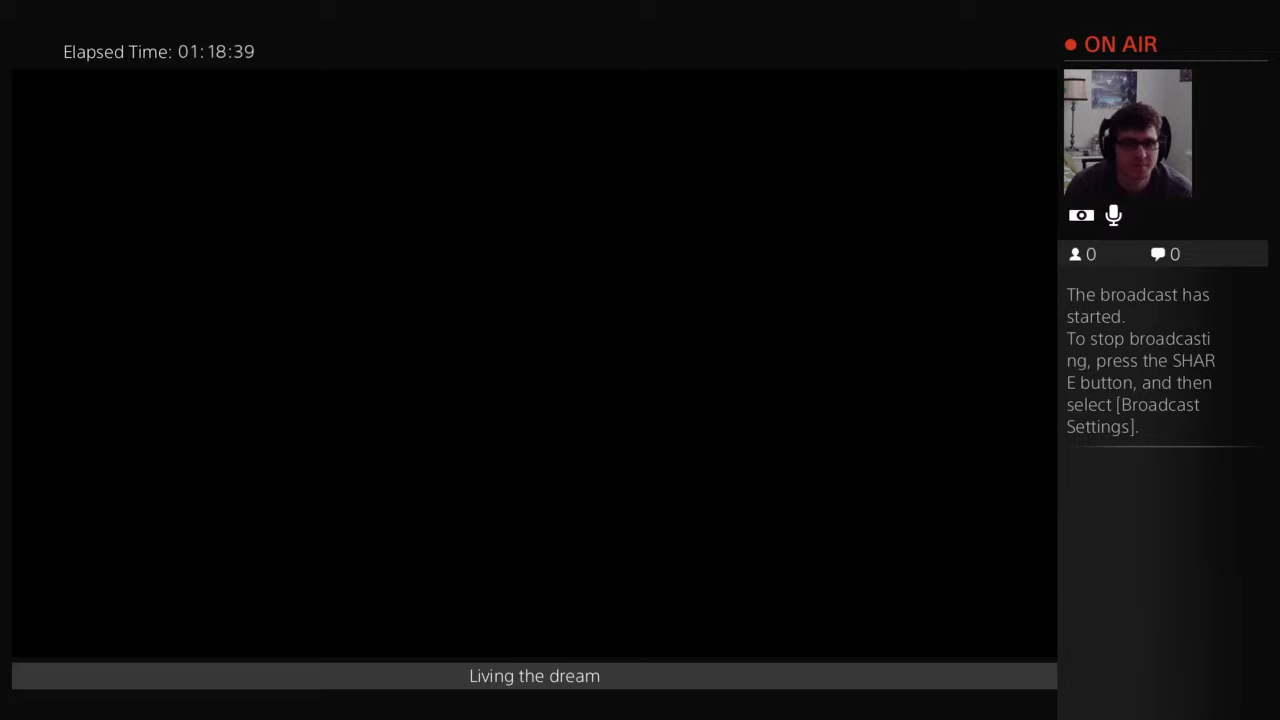 Elapsed Time: 01:18:39
ON AIR
0 0
The broadcast has
started.
To stop broadcasti
ng, press the SHAR
E button, and then
select [Broadcast
Settings].
Living the dream